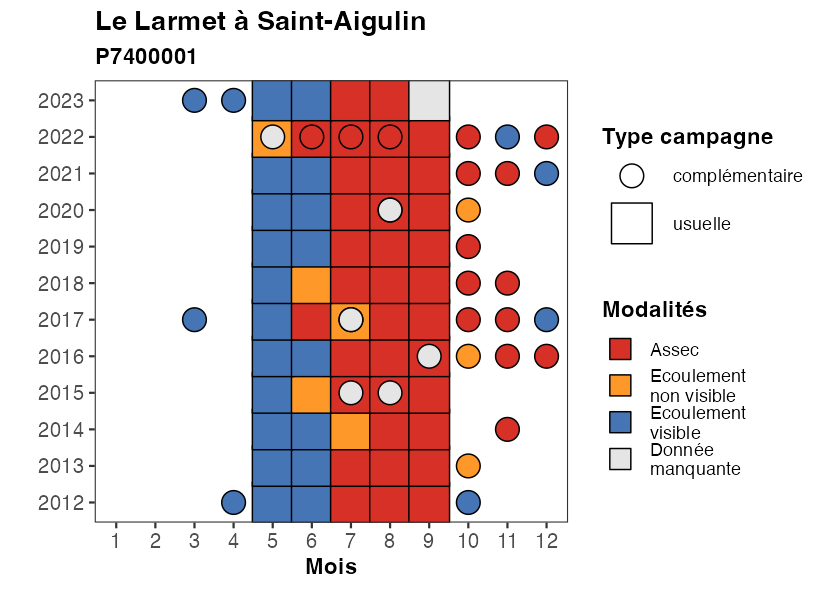 Le Larmet à Saint-Aigulin
P7400001
2023
2022
2021
2020
2019
2018
2017
2016
2015
2014
2013
2012
1 2 3 4 5 6 7 8 9 10 11 12
Mois
Type campagne
complémentaire
usuelle
Modalités
Assec
Ecoulement
non visible
Ecoulement
visible
Donnée
manquante